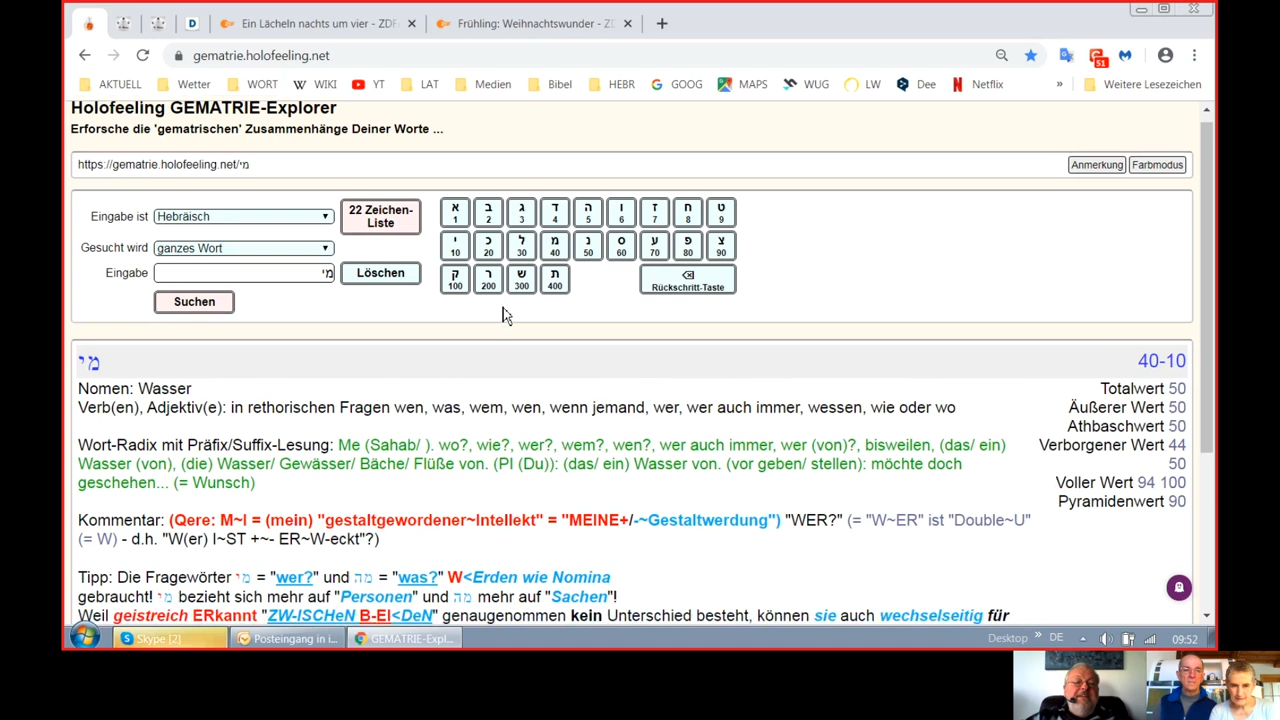 Ein Lächeln nachts um vier - ZDF
Frühling: Weihnachtswunder - ZD
gematrie.holofeeling.net
51
AKTUELL Wetter WORT WIKI YT LAT Medien Bibel HEBR GOOG MAPS WUG LW Dee Netflix » Weitere Lesezeichen
Holofeeling GEMATRIE-Explorer
Erforsche die 'gematrischen' Zusammenhänge Deiner Worte ...
https://gematrie.holofeeling.net/מי
Anmerkung Farbmodus
Eingabe ist Hebräisch
22 Zeichen-
Liste
Gesucht wird ganzes Wort
Eingabe מי
Löschen
Suchen
א ב ג ד ה ו ז ח ט
1 2 3 4 5 6 7 8 9
י כ ל מ נ ס ע פ צ
10 20 30 40 50 60 70 80 90
ק ר ש ת
100 200 300 400
Rückschritt-Taste
מי 40-10
Nomen: Wasser
Verb(en), Adjektiv(e): in rethorischen Fragen wen, was, wem, wen, wenn jemand, wer, wer auch immer, wessen, wie oder wo
Wort-Radix mit Präfix/Suffix-Lesung: Me (Sahab/ ). wo?, wie?, wer?, wem?, wen?, wer auch immer, wer (von)?, bisweilen, (das/ ein)
Wasser (von), (die) Wasser/ Gewässer/ Bäche/ Flüße von. (Pl (Du)): (das/ ein) Wasser von. (vor geben/ stellen): möchte doch
geschehen... (= Wunsch)
Kommentar: (Qere: M~I = (mein) "gestaltgewordener~Intellekt" = "MEINE+/-~Gestaltwerdung") "WER?" (= "W~ER" ist "Double~U"
(= W) - d.h. "W(er) I~ST +~- ER~W-eckt"?)
Tipp: Die Fragewörter מי = "wer?" und מה = "was?" W<Erden wie Nomina
gebraucht! מי bezieht sich mehr auf "Personen" und מה mehr auf "Sachen"!
Weil geistreich ERkannt "ZW-ISCHeN B-EI<DeN" genaugenommen kein Unterschied besteht, können sie auch wechselseitig für
Totalwert 50
Äußerer Wert 50
Athbaschwert 50
Verborgener Wert 44
50
Voller Wert 94 100
Pyramidenwert 90
Skype [2] Posteingang in i... GEMATRIE-Expl... Desktop » DE 09:52